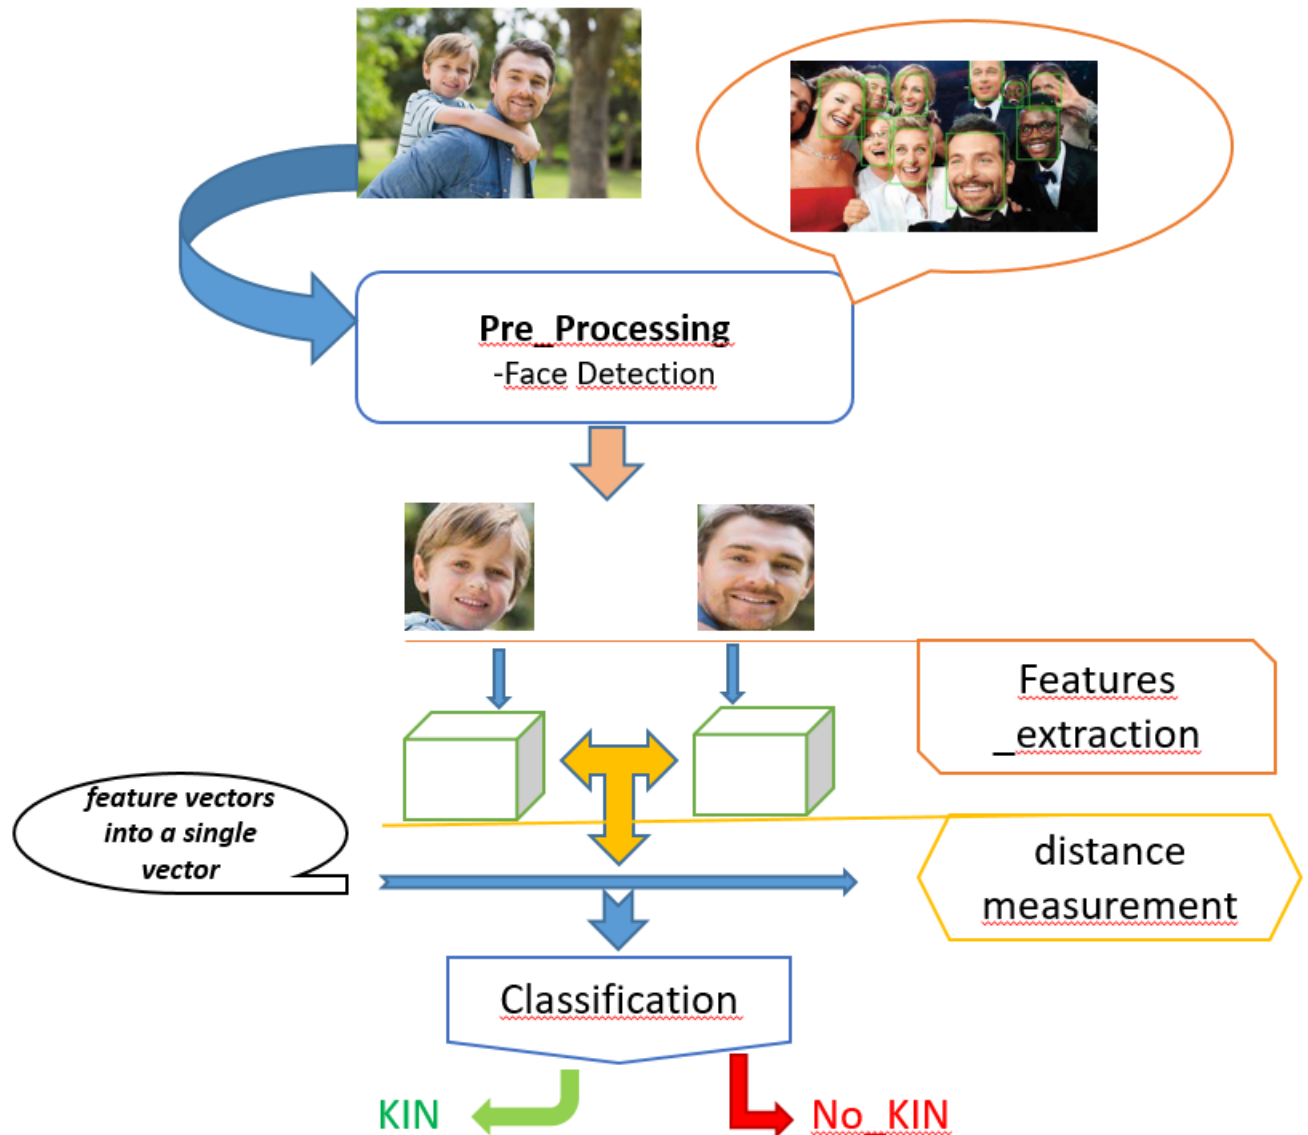 Pre_Processing
-Face Detection
Features
_extraction
feature vectors
into a single
vector
distance
measurement
Classification
KIN
No_KIN